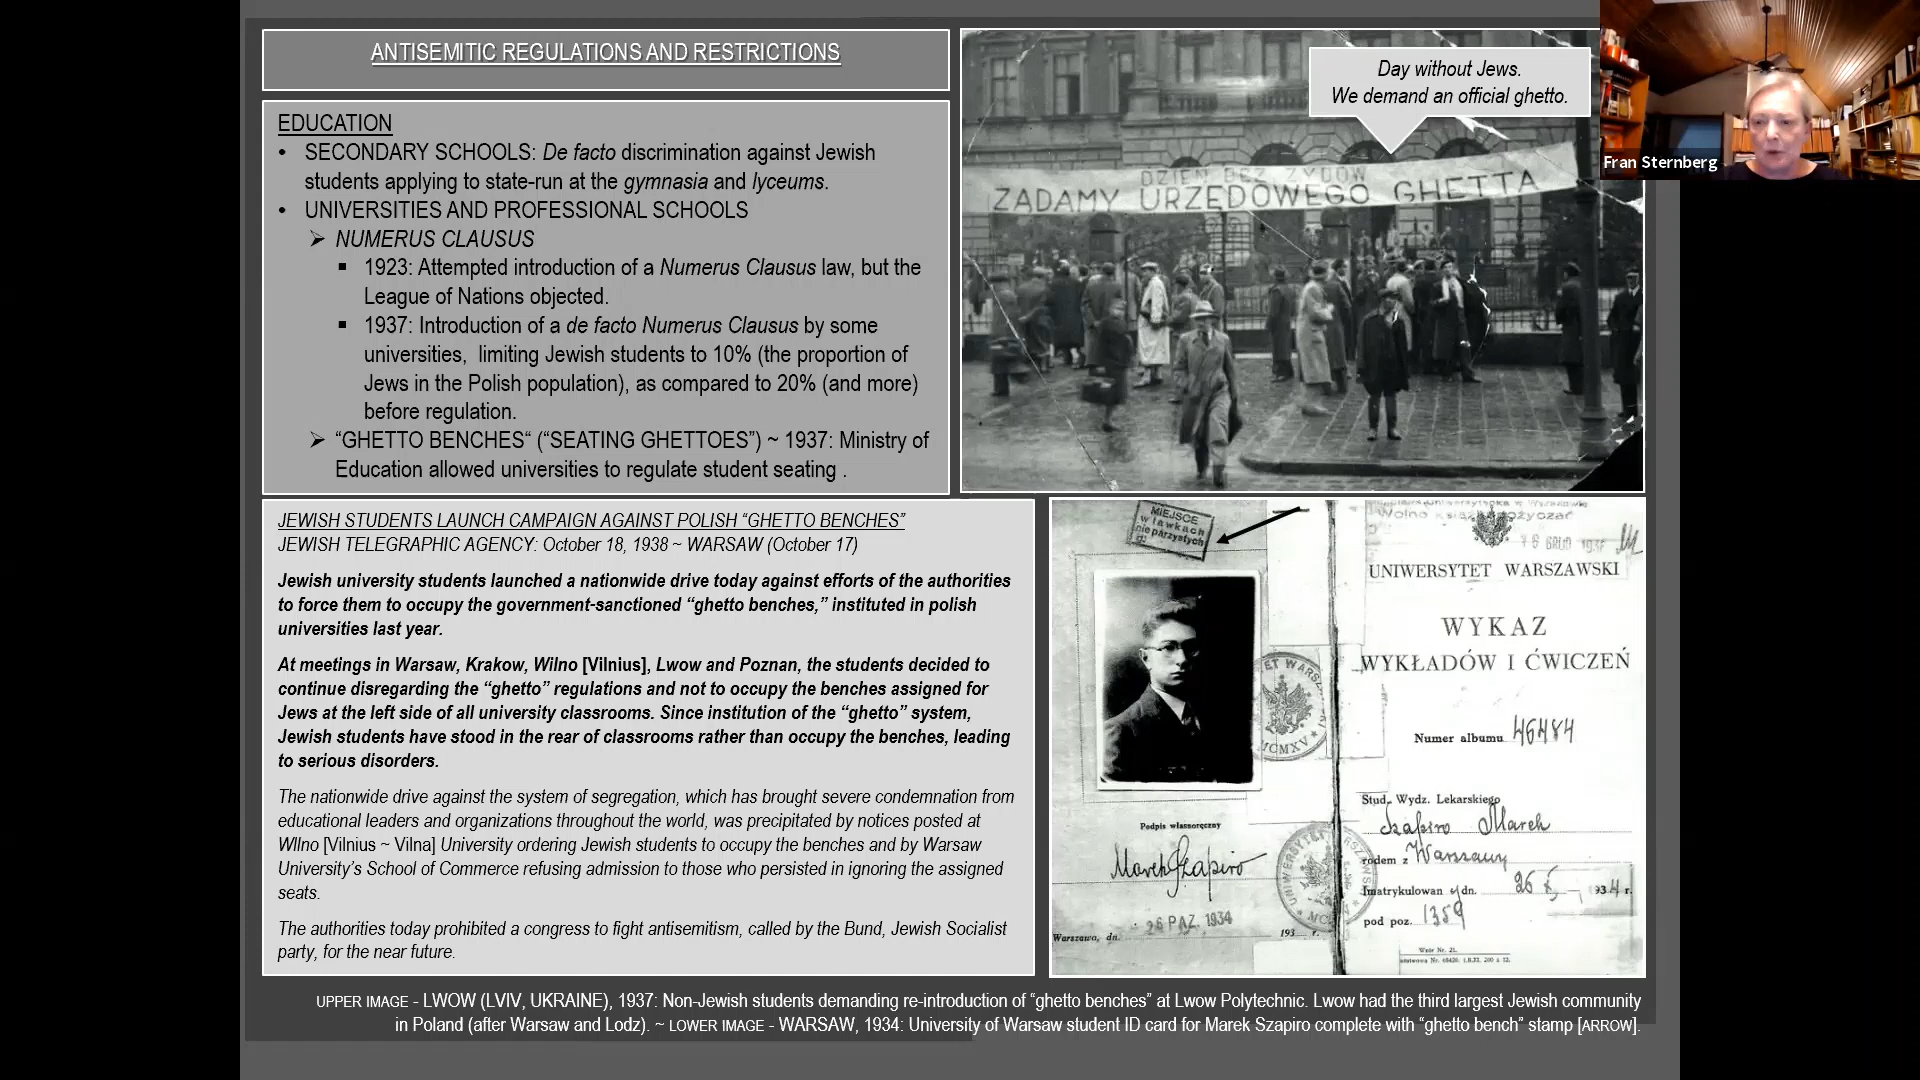 ANTISEMITIC REGULATIONS AND RESTRICTIONS
EDUCATION
• SECONDARY SCHOOLS: De facto discrimination against Jewish
students applying to state-run at the gymnasia and lyceums.
• UNIVERSITIES AND PROFESSIONAL SCHOOLS
➢ NUMERUS CLAUSUS
▪ 1923: Attempted introduction of a Numerus Clausus law, but the
League of Nations objected.
▪ 1937: Introduction of a de facto Numerus Clausus by some
universities, limiting Jewish students to 10% (the proportion of
Jews in the Polish population), as compared to 20% (and more)
before regulation.
➢ “GHETTO BENCHES“ (“SEATING GHETTOES”) ~ 1937: Ministry of
Education allowed universities to regulate student seating .
Day without Jews.
We demand an official ghetto.
DZIEŃ BEZ ŻYDÓW
ZADAMY URZĘDOWEGO GHETTA
Fran Sternberg
JEWISH STUDENTS LAUNCH CAMPAIGN AGAINST POLISH “GHETTO BENCHES”
JEWISH TELEGRAPHIC AGENCY: October 18, 1938 ~ WARSAW (October 17)
Jewish university students launched a nationwide drive today against efforts of the authorities
to force them to occupy the government-sanctioned “ghetto benches,” instituted in polish
universities last year.
At meetings in Warsaw, Krakow, Wilno [Vilnius], Lwow and Poznan, the students decided to
continue disregarding the “ghetto” regulations and not to occupy the benches assigned for
Jews at the left side of all university classrooms. Since institution of the “ghetto” system,
Jewish students have stood in the rear of classrooms rather than occupy the benches, leading
to serious disorders.
The nationwide drive against the system of segregation, which has brought severe condemnation from
educational leaders and organizations throughout the world, was precipitated by notices posted at
WIlno [Vilnius ~ Vilna] University ordering Jewish students to occupy the benches and by Warsaw
University’s School of Commerce refusing admission to those who persisted in ignoring the assigned
seats.
The authorities today prohibited a congress to fight antisemitism, called by the Bund, Jewish Socialist
party, for the near future.
MIEJSCE
w ławkach
nieparzystych
Podpis własnoręczny
Marek Szapiro
26 PAZ. 1934
Warszawa, dn. 193 r.
Wolno książki pożyczać
UNIWERSYTET WARSZAWSKI
WYKAZ
WYKŁADÓW I ĆWICZEŃ
Numer albumu 46484
Stud. Wydz. Lekarskiego
Szapiro Marek
rodem z Warszawy
Imatrykulowan dn. 26 X 1934 r.
pod poz. 1359
UPPER IMAGE - LWOW (LVIV, UKRAINE), 1937: Non-Jewish students demanding re-introduction of “ghetto benches” at Lwow Polytechnic. Lwow had the third largest Jewish community
in Poland (after Warsaw and Lodz). ~ LOWER IMAGE - WARSAW, 1934: University of Warsaw student ID card for Marek Szapiro complete with “ghetto bench” stamp [ARROW].